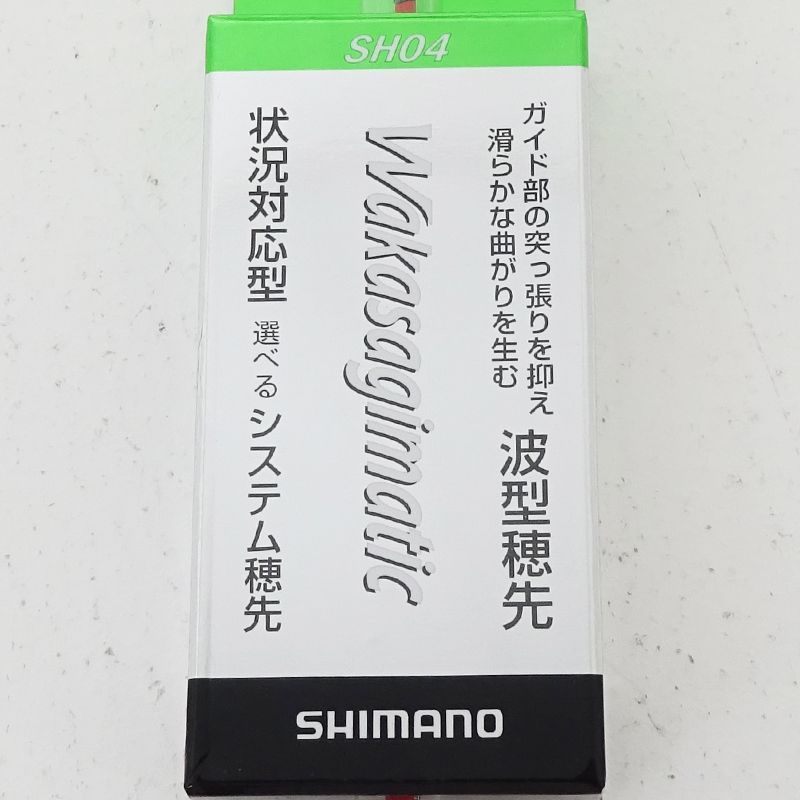 SH04
ガイド部の突っ張りを抑え
滑らかな曲がりを生む
波型穂先
Wakasagimatic
状況対応型
選べる
システム穂先
SHIMANO